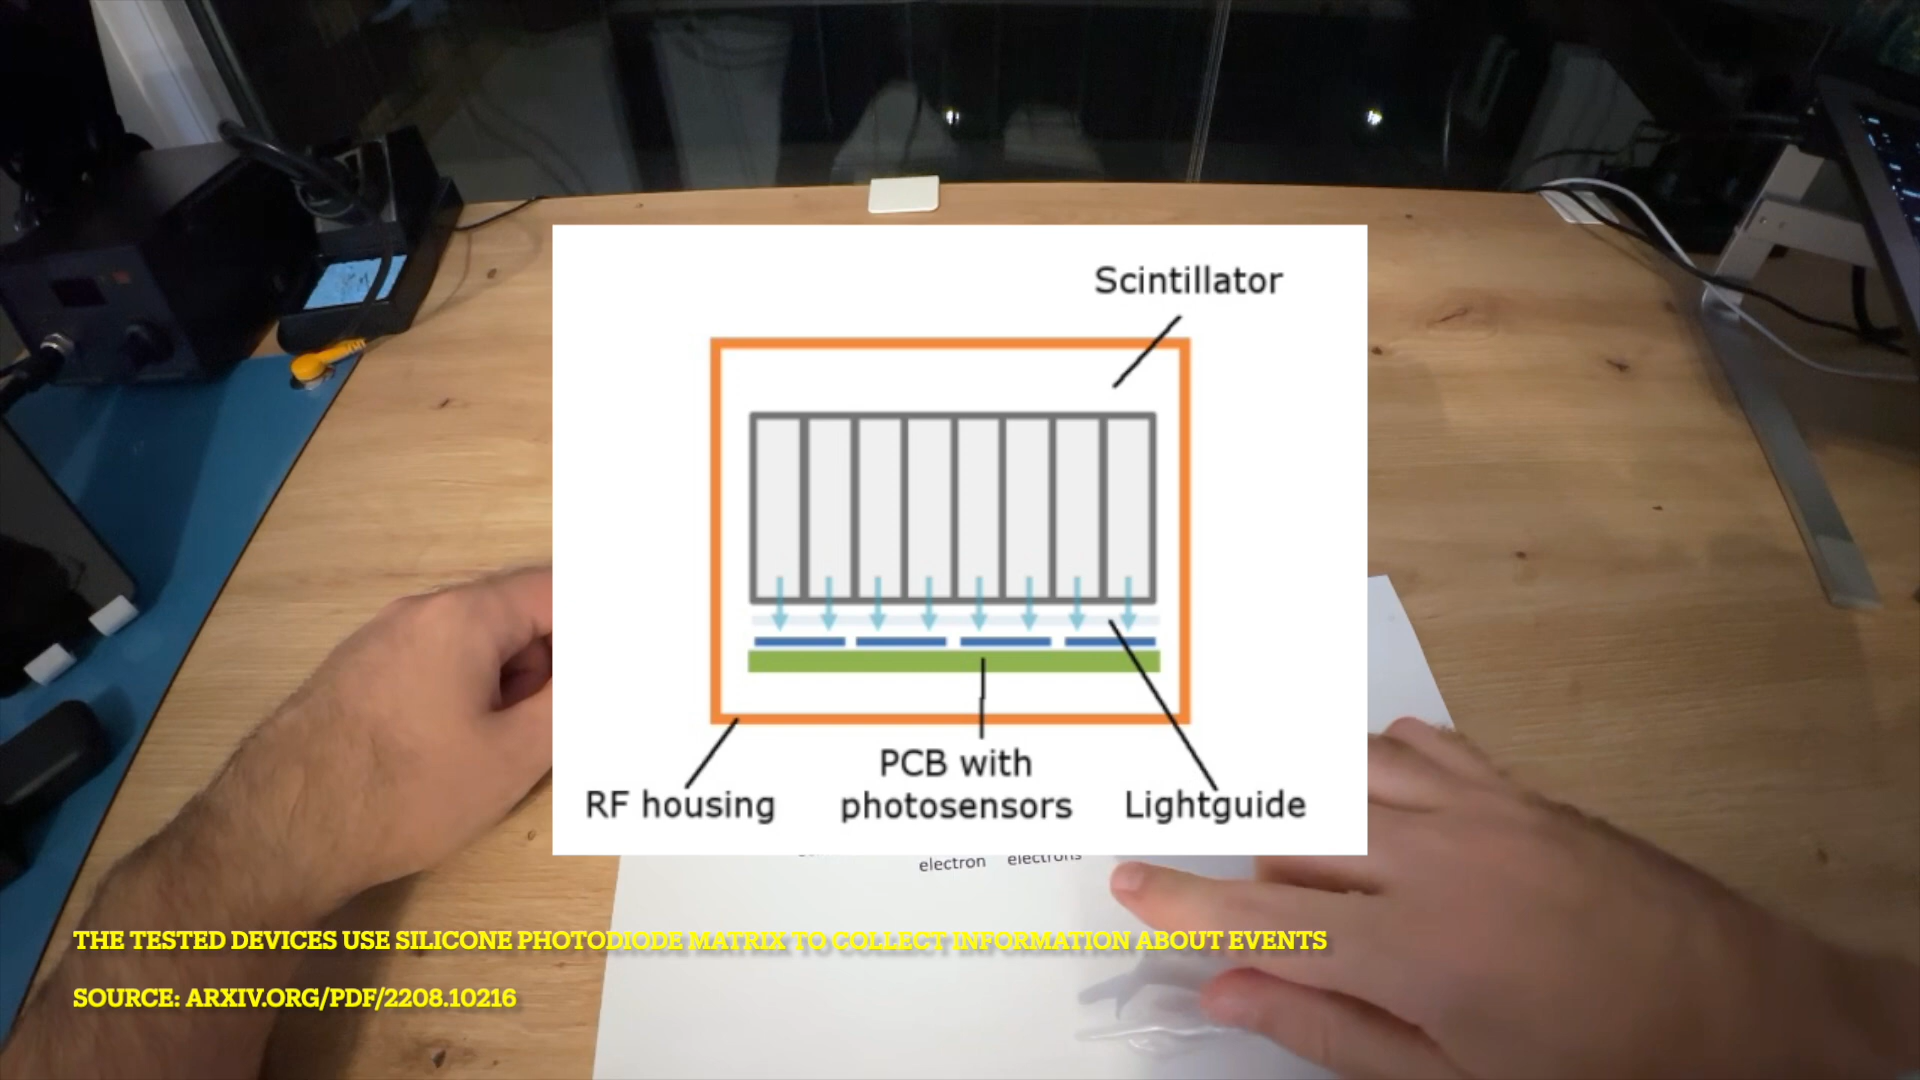 Scintillator
RF housing
PCB with
photosensors
Lightguide
electron electrons
THE TESTED DEVICES USE SILICONE PHOTODIODE MATRIX TO COLLECT INFORMATION ABOUT EVENTS
SOURCE: ARXIV.ORG/PDF/2208.10216